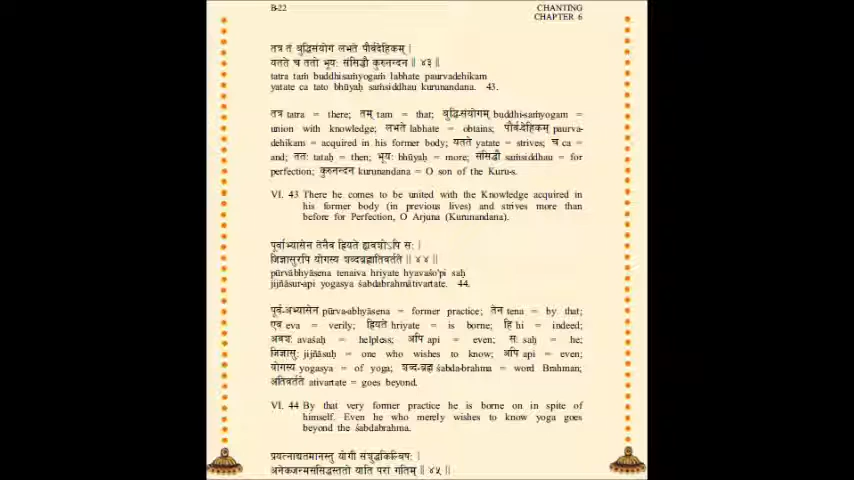 B-22
CHANTING
CHAPTER 6
तत्र तं बुद्धिसंयोगं लभते पौर्वदेहिकम् |
यतते च ततो भूयः संसिद्धौ कुरुनन्दन || ४३ ||
tatra taṁ buddhisaṁyogaṁ labhate paurvadehikam
yatate ca tato bhūyaḥ saṁsiddhau kurunandana. 43.
तत्र tatra = there; तम् tam = that; बुद्धि-संयोगम् buddhi-saṁyogam =
union with knowledge; लभते labhate = obtains; पौर्व-देहिकम् paurva-
dehikam = acquired in his former body; यतते yatate = strives; च ca =
and; ततः tataḥ = then; भूयः bhūyaḥ = more; संसिद्धौ saṁsiddhau = for
perfection; कुरुनन्दन kurunandana = O son of the Kuru-s.
VI. 43 There he comes to be united with the Knowledge acquired in
his former body (in previous lives) and strives more than
before for Perfection, O Arjuna (Kurunandana).
पूर्वाभ्यासेन तेनैव ह्रियते ह्यवशोऽपि सः |
जिज्ञासुरपि योगस्य शब्दब्रह्मातिवर्तते || ४४ ||
pūrvābhyāsena tenaiva hriyate hyavaśo'pi saḥ
jijñāsur-api yogasya śabdabrahmātivartate. 44.
पूर्व-अभ्यासेन pūrva-abhyāsena = former practice; तेन tena = by that;
एव eva = verily; ह्रियते hriyate = is borne; हि hi = indeed;
अवशः avaśaḥ = helpless; अपि api = even; सः saḥ = he;
जिज्ञासुः jijñāsuḥ = one who wishes to know; अपि api = even;
योगस्य yogasya = of yoga; शब्द-ब्रह्म śabda-brahma = word Brahman;
अतिवर्तते ativartate = goes beyond.
VI. 44 By that very former practice he is borne on in spite of
himself. Even he who merely wishes to know yoga goes
beyond the śabdabrahma.
प्रयत्नाद्यतमानस्तु योगी संशुद्धकिल्बिषः |
अनेकजन्मसंसिद्धस्ततो याति परां गतिम् || ४५ ||